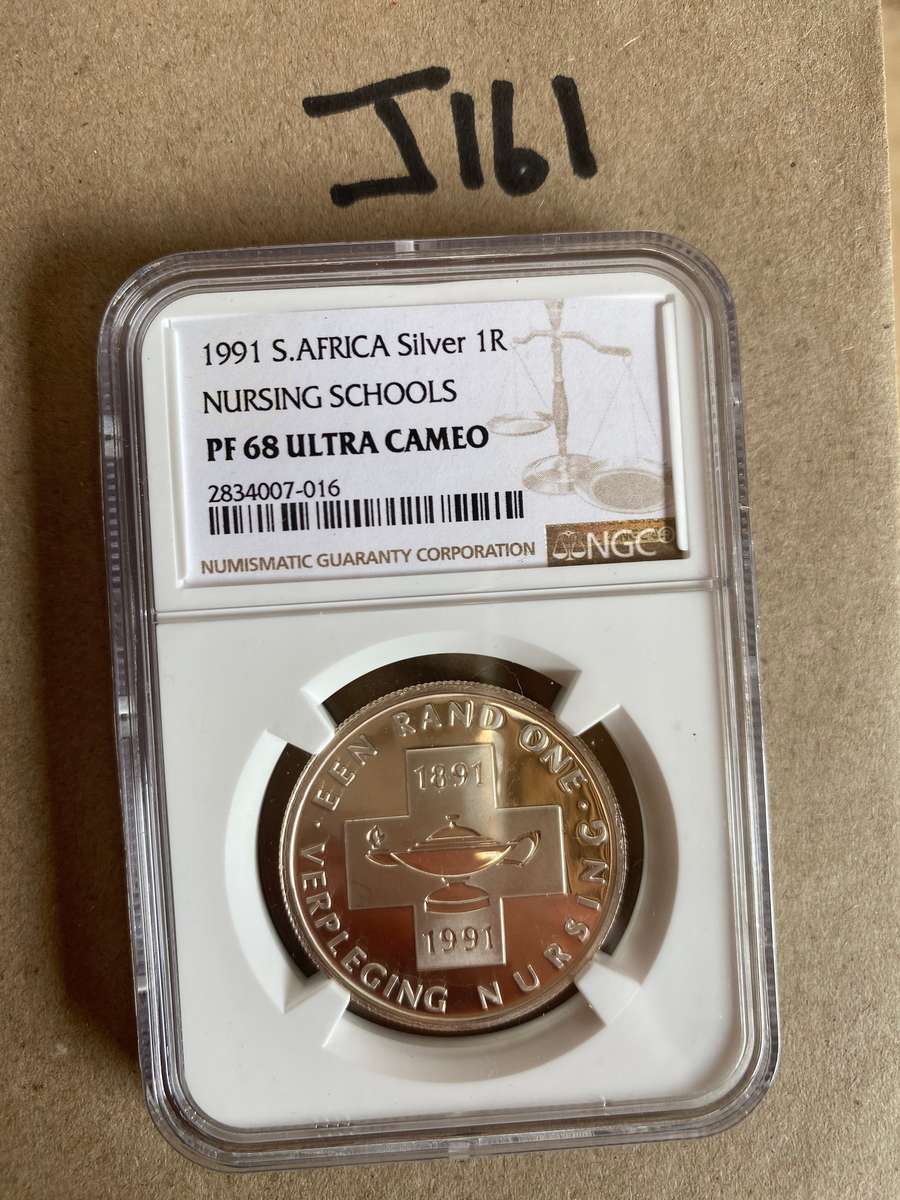 J161
1991 S.AFRICA Silver 1R
NURSING SCHOOLS
PF 68 ULTRA CAMEO
2834007-016
NUMISMATIC GUARANTY CORPORATION
NGC®
EEN RAND ONE
1891
1991
VERPLEGING NURSING